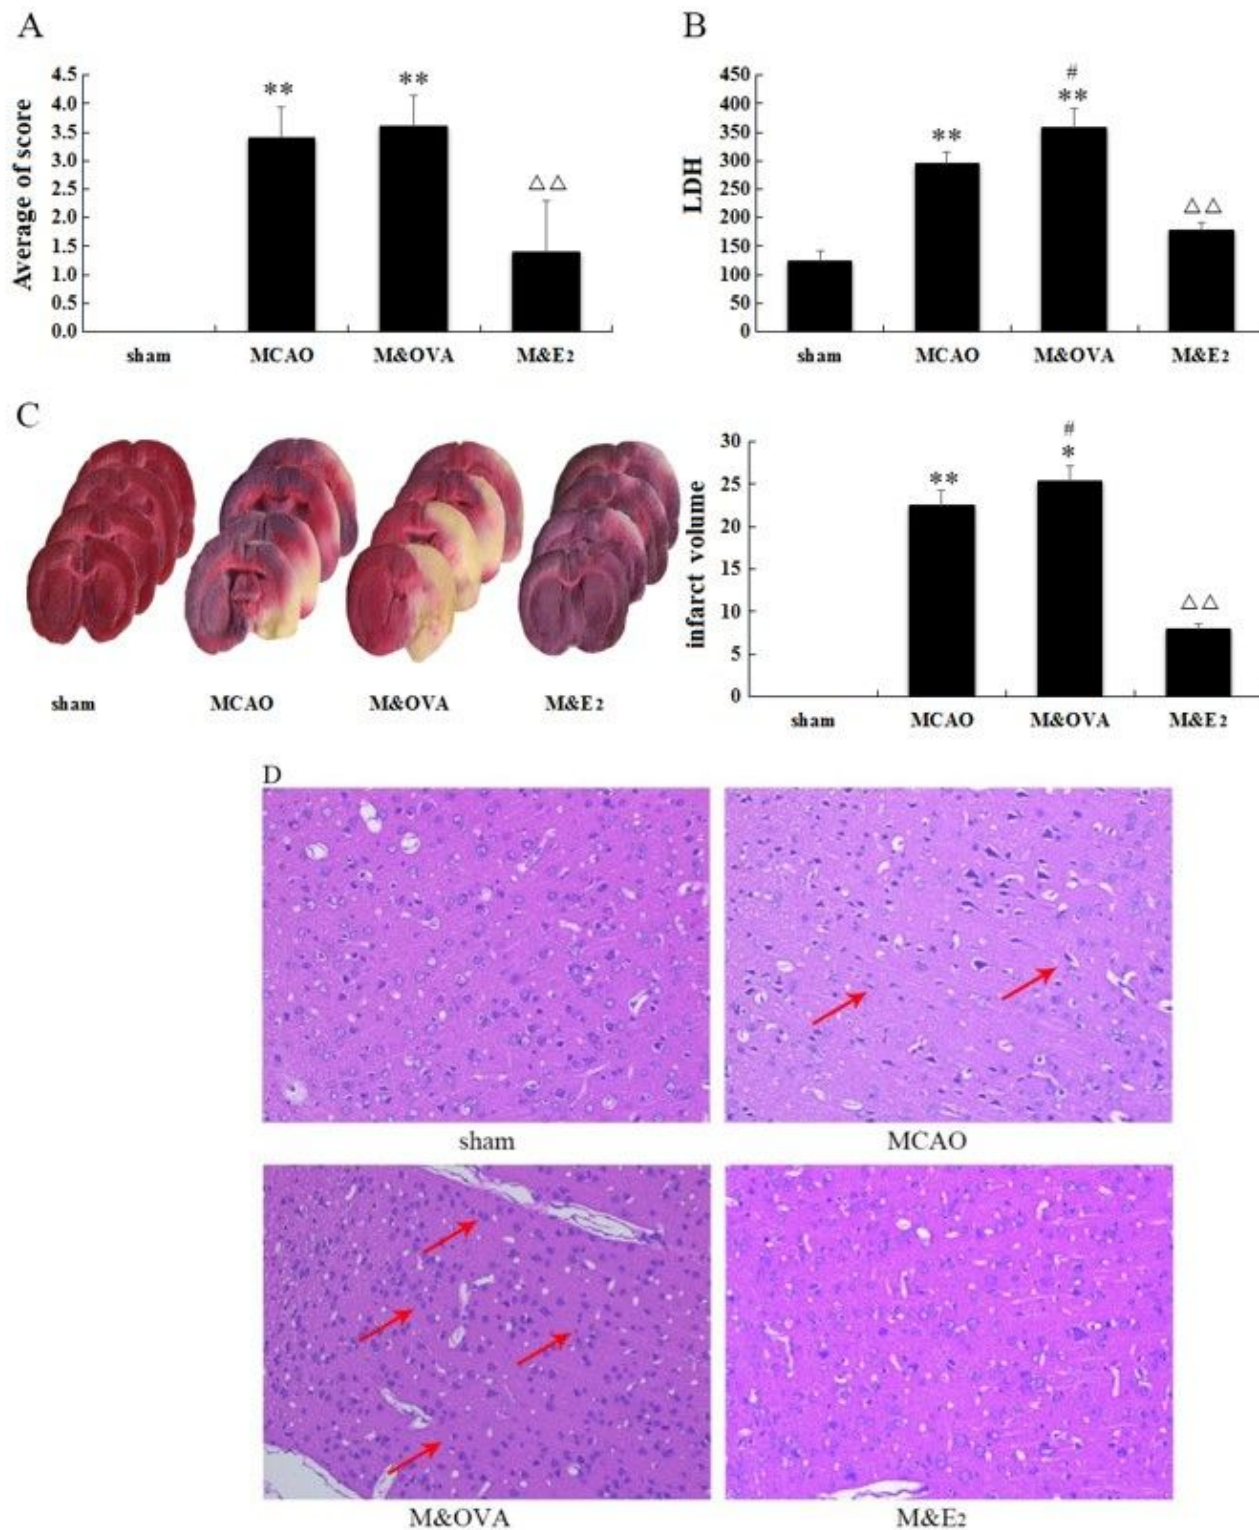 A
Average of score
4.5
4.0
3.5
3.0
2.5
2.0
1.5
1.0
0.5
0.0
**
**
△△
sham MCAO M&OVA M&E2
B
LDH
450
400
350
300
250
200
150
100
50
0
**
#
**
△△
sham MCAO M&OVA M&E2
C
sham MCAO M&OVA M&E2
infarct volume
30
25
20
15
10
5
0
**
#
*
△△
sham MCAO M&OVA M&E2
D
sham MCAO
M&OVA M&E2